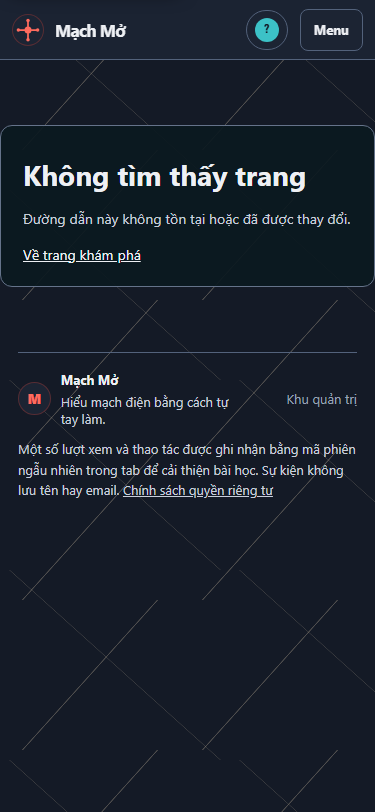 Mạch Mở
?
Menu
Không tìm thấy trang
Đường dẫn này không tồn tại hoặc đã được thay đổi.
Về trang khám phá
M
Mạch Mở
Hiểu mạch điện bằng cách tự
tay làm.
Khu quản trị
Một số lượt xem và thao tác được ghi nhận bằng mã phiên
ngẫu nhiên trong tab để cải thiện bài học. Sự kiện không
lưu tên hay email. Chính sách quyền riêng tư